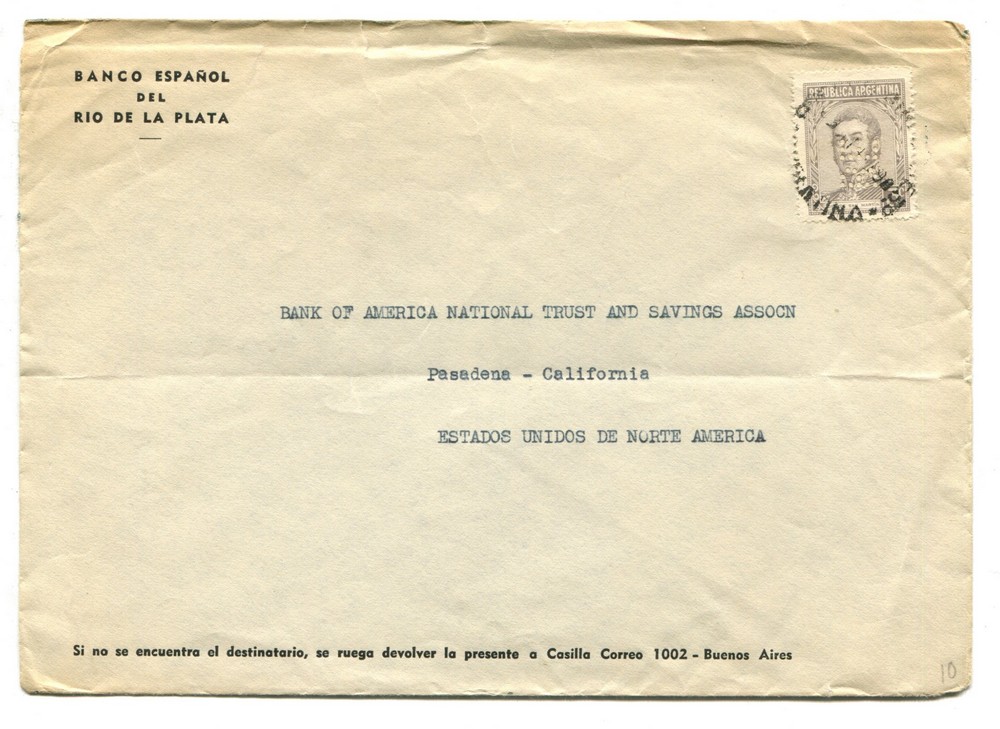 BANCO ESPAÑOL
DEL
RIO DE LA PLATA
REPUBLICA ARGENTINA
BANK OF AMERICA NATIONAL TRUST AND SAVINGS ASSOCN
Pasadena - California
ESTADOS UNIDOS DE NORTE AMERICA
Si no se encuentra el destinatario, se ruega devolver la presente a Casilla Correo 1002 - Buenos Aires
10